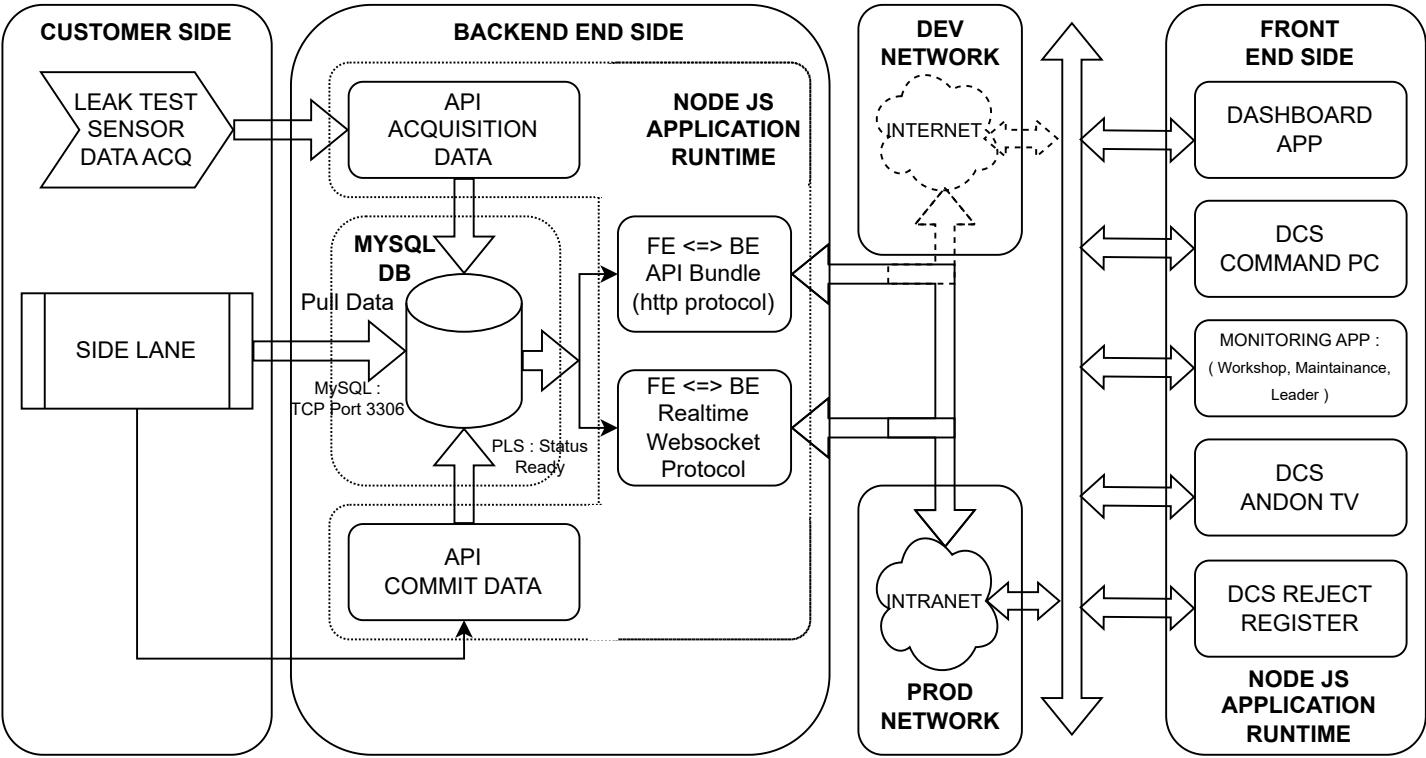 CUSTOMER SIDE
LEAK TEST
SENSOR
DATA ACQ
SIDE LANE
BACKEND END SIDE
API
ACQUISITION
DATA
NODE JS
APPLICATION
RUNTIME
MYSQL
DB
Pull Data
MySQL :
TCP Port 3306
PLS : Status
Ready
API
COMMIT DATA
FE <=> BE
API Bundle
(http protocol)
FE <=> BE
Realtime
Websocket
Protocol
DEV
NETWORK
INTERNET
INTRANET
PROD
NETWORK
FRONT
END SIDE
DASHBOARD
APP
DCS
COMMAND PC
MONITORING APP :
( Workshop, Maintainance,
Leader )
DCS
ANDON TV
DCS REJECT
REGISTER
NODE JS
APPLICATION
RUNTIME